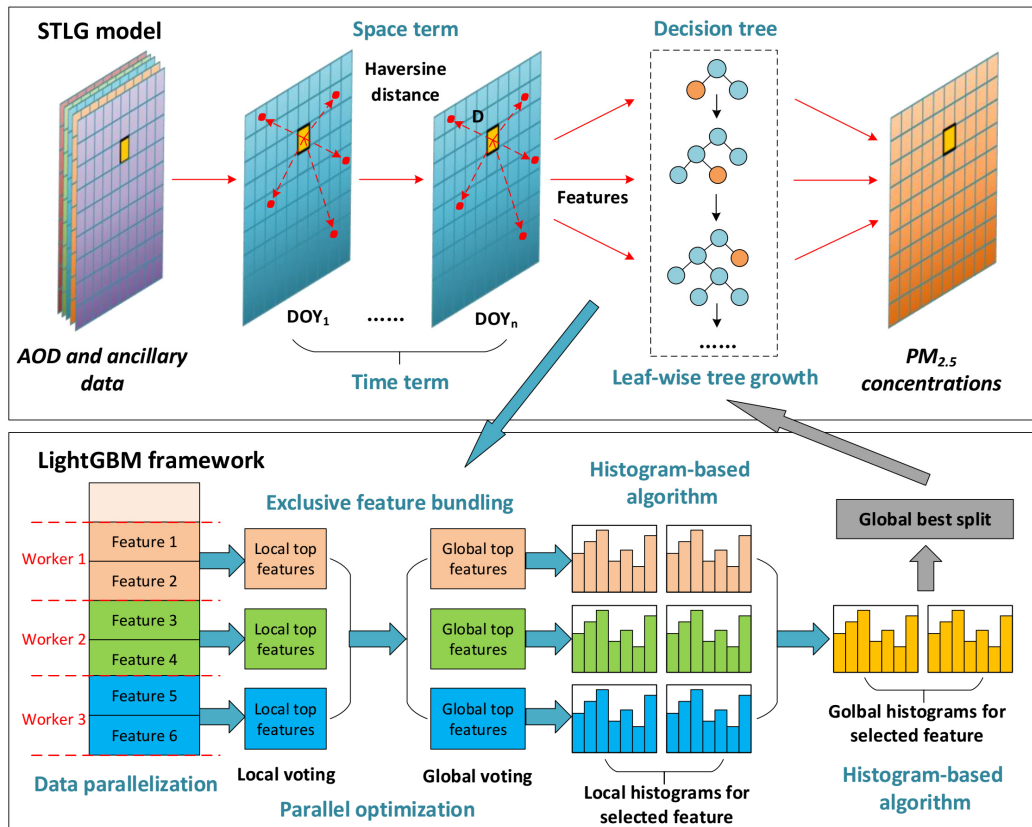 STLG model
Space term
Decision tree
Haversine
distance
D
Features
DOY1
......
DOYn
......
AOD and ancillary
data
Time term
Leaf-wise tree growth
PM2.5
concentrations
LightGBM framework
Exclusive feature bundling
Histogram-based
algorithm
Global best split
Worker 1
Feature 1
Feature 2
Local top
features
Global top
features
Worker 2
Feature 3
Feature 4
Local top
features
Global top
features
Worker 3
Feature 5
Feature 6
Local top
features
Global top
features
Golbal histograms for
selected feature
Data parallelization
Local voting
Global voting
Parallel optimization
Local histograms for
selected feature
Histogram-based
algorithm